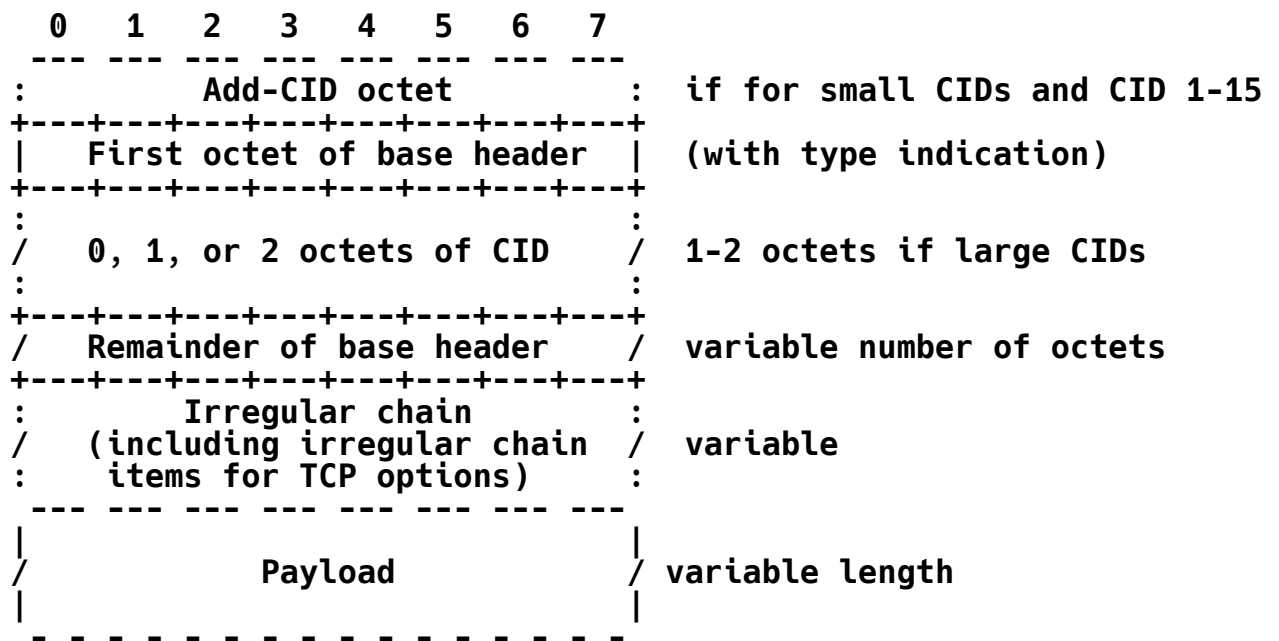 0   1   2   3   4   5   6   7
    --- --- --- --- --- --- --- ---
   :         Add-CID octet         :  if for small CIDs and CID 1-15
   +---+---+---+---+---+---+---+---+
   |   First octet of base header  |  (with type indication)
   +---+---+---+---+---+---+---+---+
   :                               :
   /   0, 1, or 2 octets of CID    /  1-2 octets if large CIDs
   :                               :
   +---+---+---+---+---+---+---+---+
   /   Remainder of base header    /  variable number of octets
   +---+---+---+---+---+---+---+---+
   :        Irregular chain        :
   /   (including irregular chain  /  variable
   :    items for TCP options)     :
    --- --- --- --- --- --- --- ---
   |                               |
   /            Payload            / variable length
   |                               |
    - - - - - - - - - - - - - - - -